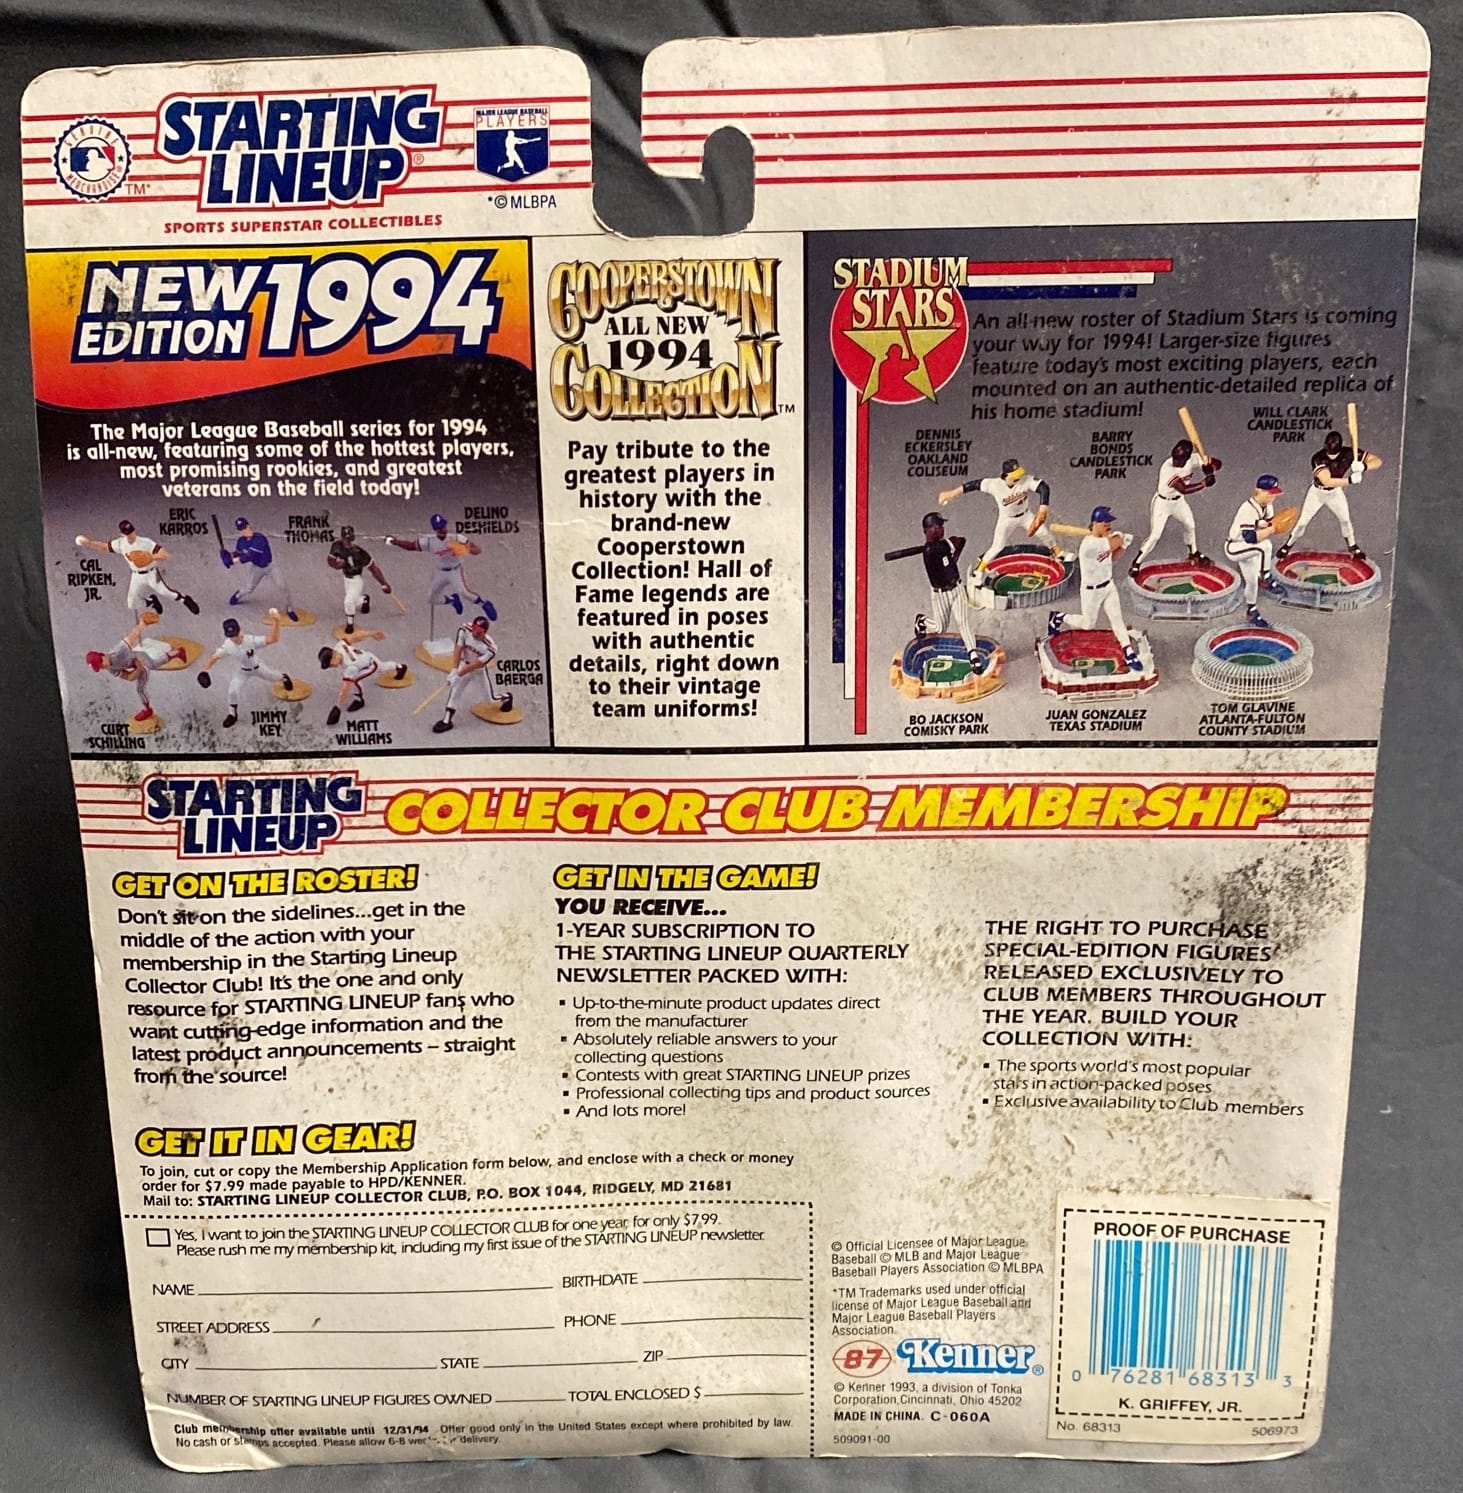 GENUINE
MERCHANDISE
TM*
STARTING
LINEUP®
SPORTS SUPERSTAR COLLECTIBLES
MAJOR LEAGUE BASEBALL
PLAYERS
*© MLBPA
NEW
EDITION
1994
The Major League Baseball series for 1994
is all-new, featuring some of the hottest players,
most promising rookies, and greatest
veterans on the field today!
CAL
RIPKEN,
JR.
ERIC
KARROS
FRANK
THOMAS
DELINO
DESHIELDS
CURT
SCHILLING
JIMMY
KEY
MATT
WILLIAMS
CARLOS
BAERGA
COOPERSTOWN
ALL NEW
1994
COLLECTION TM
Pay tribute to the
greatest players in
history with the
brand-new
Cooperstown
Collection! Hall of
Fame legends are
featured in poses
with authentic
details, right down
to their vintage
team uniforms!
STADIUM
STARS
An all-new roster of Stadium Stars is coming
your way for 1994! Larger-size figures
feature today's most exciting players, each
mounted on an authentic-detailed replica of
his home stadium!
DENNIS
ECKERSLEY
OAKLAND
COLISEUM
BARRY
BONDS
CANDLESTICK
PARK
WILL CLARK
CANDLESTICK
PARK
BO JACKSON
COMISKY PARK
JUAN GONZALEZ
TEXAS STADIUM
TOM GLAVINE
ATLANTA-FULTON
COUNTY STADIUM
STARTING
LINEUP
COLLECTOR CLUB MEMBERSHIP
GET ON THE ROSTER!
Don't sit on the sidelines...get in the
middle of the action with your
membership in the Starting Lineup
Collector Club! It's the one and only
resource for STARTING LINEUP fans who
want cutting-edge information and the
latest product announcements – straight
from the source!
GET IN THE GAME!
YOU RECEIVE...
1-YEAR SUBSCRIPTION TO
THE STARTING LINEUP QUARTERLY
NEWSLETTER PACKED WITH:
▪ Up-to-the-minute product updates direct
from the manufacturer
▪ Absolutely reliable answers to your
collecting questions
▪ Contests with great STARTING LINEUP prizes
▪ Professional collecting tips and product sources
▪ And lots more!
THE RIGHT TO PURCHASE
SPECIAL-EDITION FIGURES
RELEASED EXCLUSIVELY TO
CLUB MEMBERS THROUGHOUT
THE YEAR. BUILD YOUR
COLLECTION WITH:
▪ The sports world's most popular
stars in action-packed poses
▪ Exclusive availability to Club members
GET IT IN GEAR!
To join, cut or copy the Membership Application form below, and enclose with a check or money
order for $7.99 made payable to HPD/KENNER.
Mail to: STARTING LINEUP COLLECTOR CLUB, P.O. BOX 1044, RIDGELY, MD 21681
Yes, I want to join the STARTING LINEUP COLLECTOR CLUB for one year, for only $7.99.
Please rush me my membership kit, including my first issue of the STARTING LINEUP newsletter.
NAME BIRTHDATE
STREET ADDRESS PHONE
CITY STATE ZIP
NUMBER OF STARTING LINEUP FIGURES OWNED TOTAL ENCLOSED $
Club membership offer available until 12/31/94 Offer good only in the United States except where prohibited by law.
No cash or stamps accepted. Please allow 6-8 delivery.
© Official Licensee of Major League
Baseball © MLB and Major League
Baseball Players Association © MLBPA
*TM Trademarks used under official
license of Major League Baseball and
Major League Baseball Players
Association.
87 Kenner®
© Kenner 1993, a division of Tonka
Corporation, Cincinnati, Ohio 45202
MADE IN CHINA. C-060A
509091-00
PROOF OF PURCHASE
0 76281 68313 3
K. GRIFFEY, JR.
No. 68313 506973